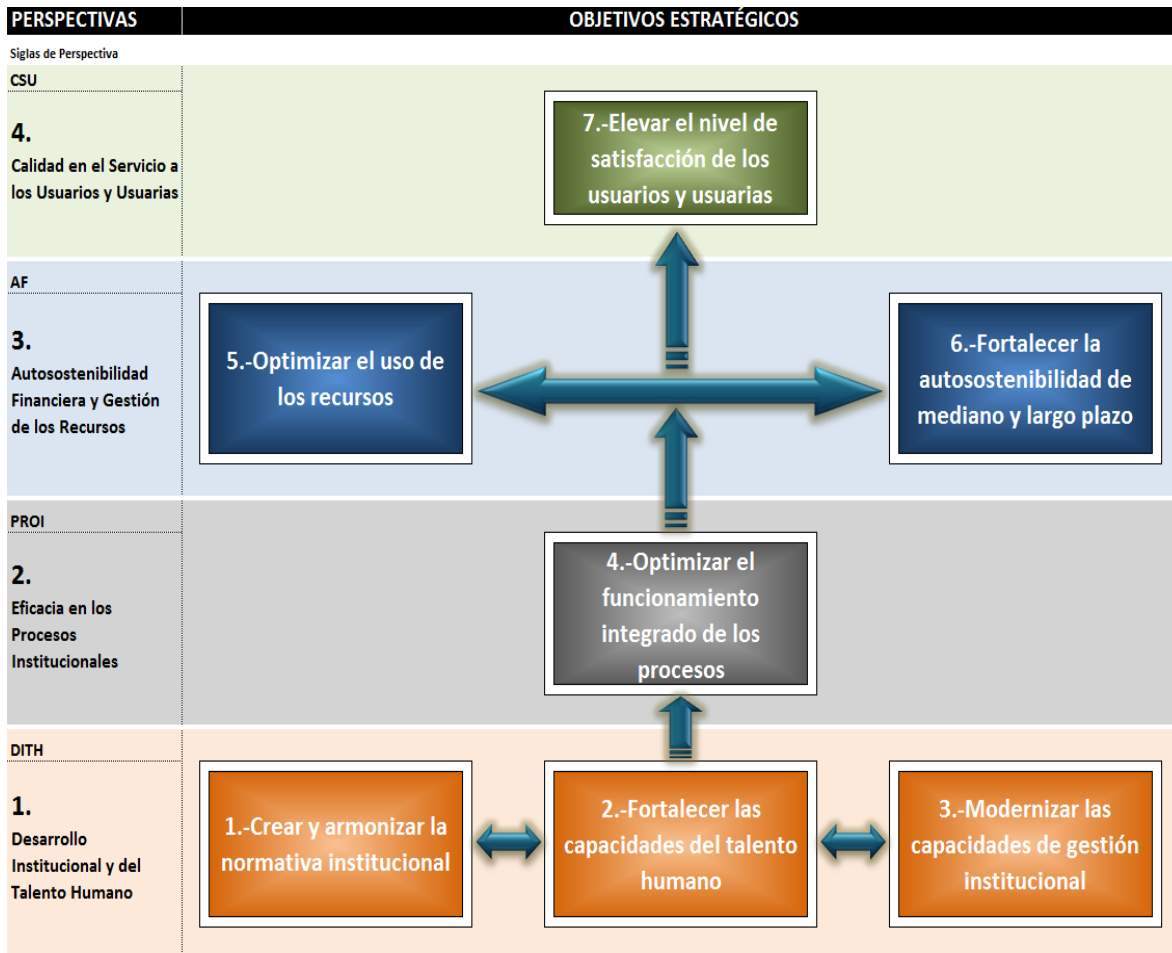 PERSPECTIVAS
OBJETIVOS ESTRATÉGICOS
Siglas de Perspectiva
CSU
4.
Calidad en el Servicio a
los Usuarios y Usuarias
7.-Elevar el nivel de
satisfacción de los
usuarios y usuarias
AF
3.
Autosostenibilidad
Financiera y Gestión
de los Recursos
5.-Optimizar el uso de
los recursos
6.-Fortalecer la
autosostenibilidad de
mediano y largo plazo
PROI
2.
Eficacia en los
Procesos
Institucionales
4.-Optimizar el
funcionamiento
integrado de los
procesos
DITH
1.
Desarrollo
Institucional y del
Talento Humano
1.-Crear y armonizar la
normativa institucional
2.-Fortalecer las
capacidades del talento
humano
3.-Modernizar las
capacidades de gestión
institucional